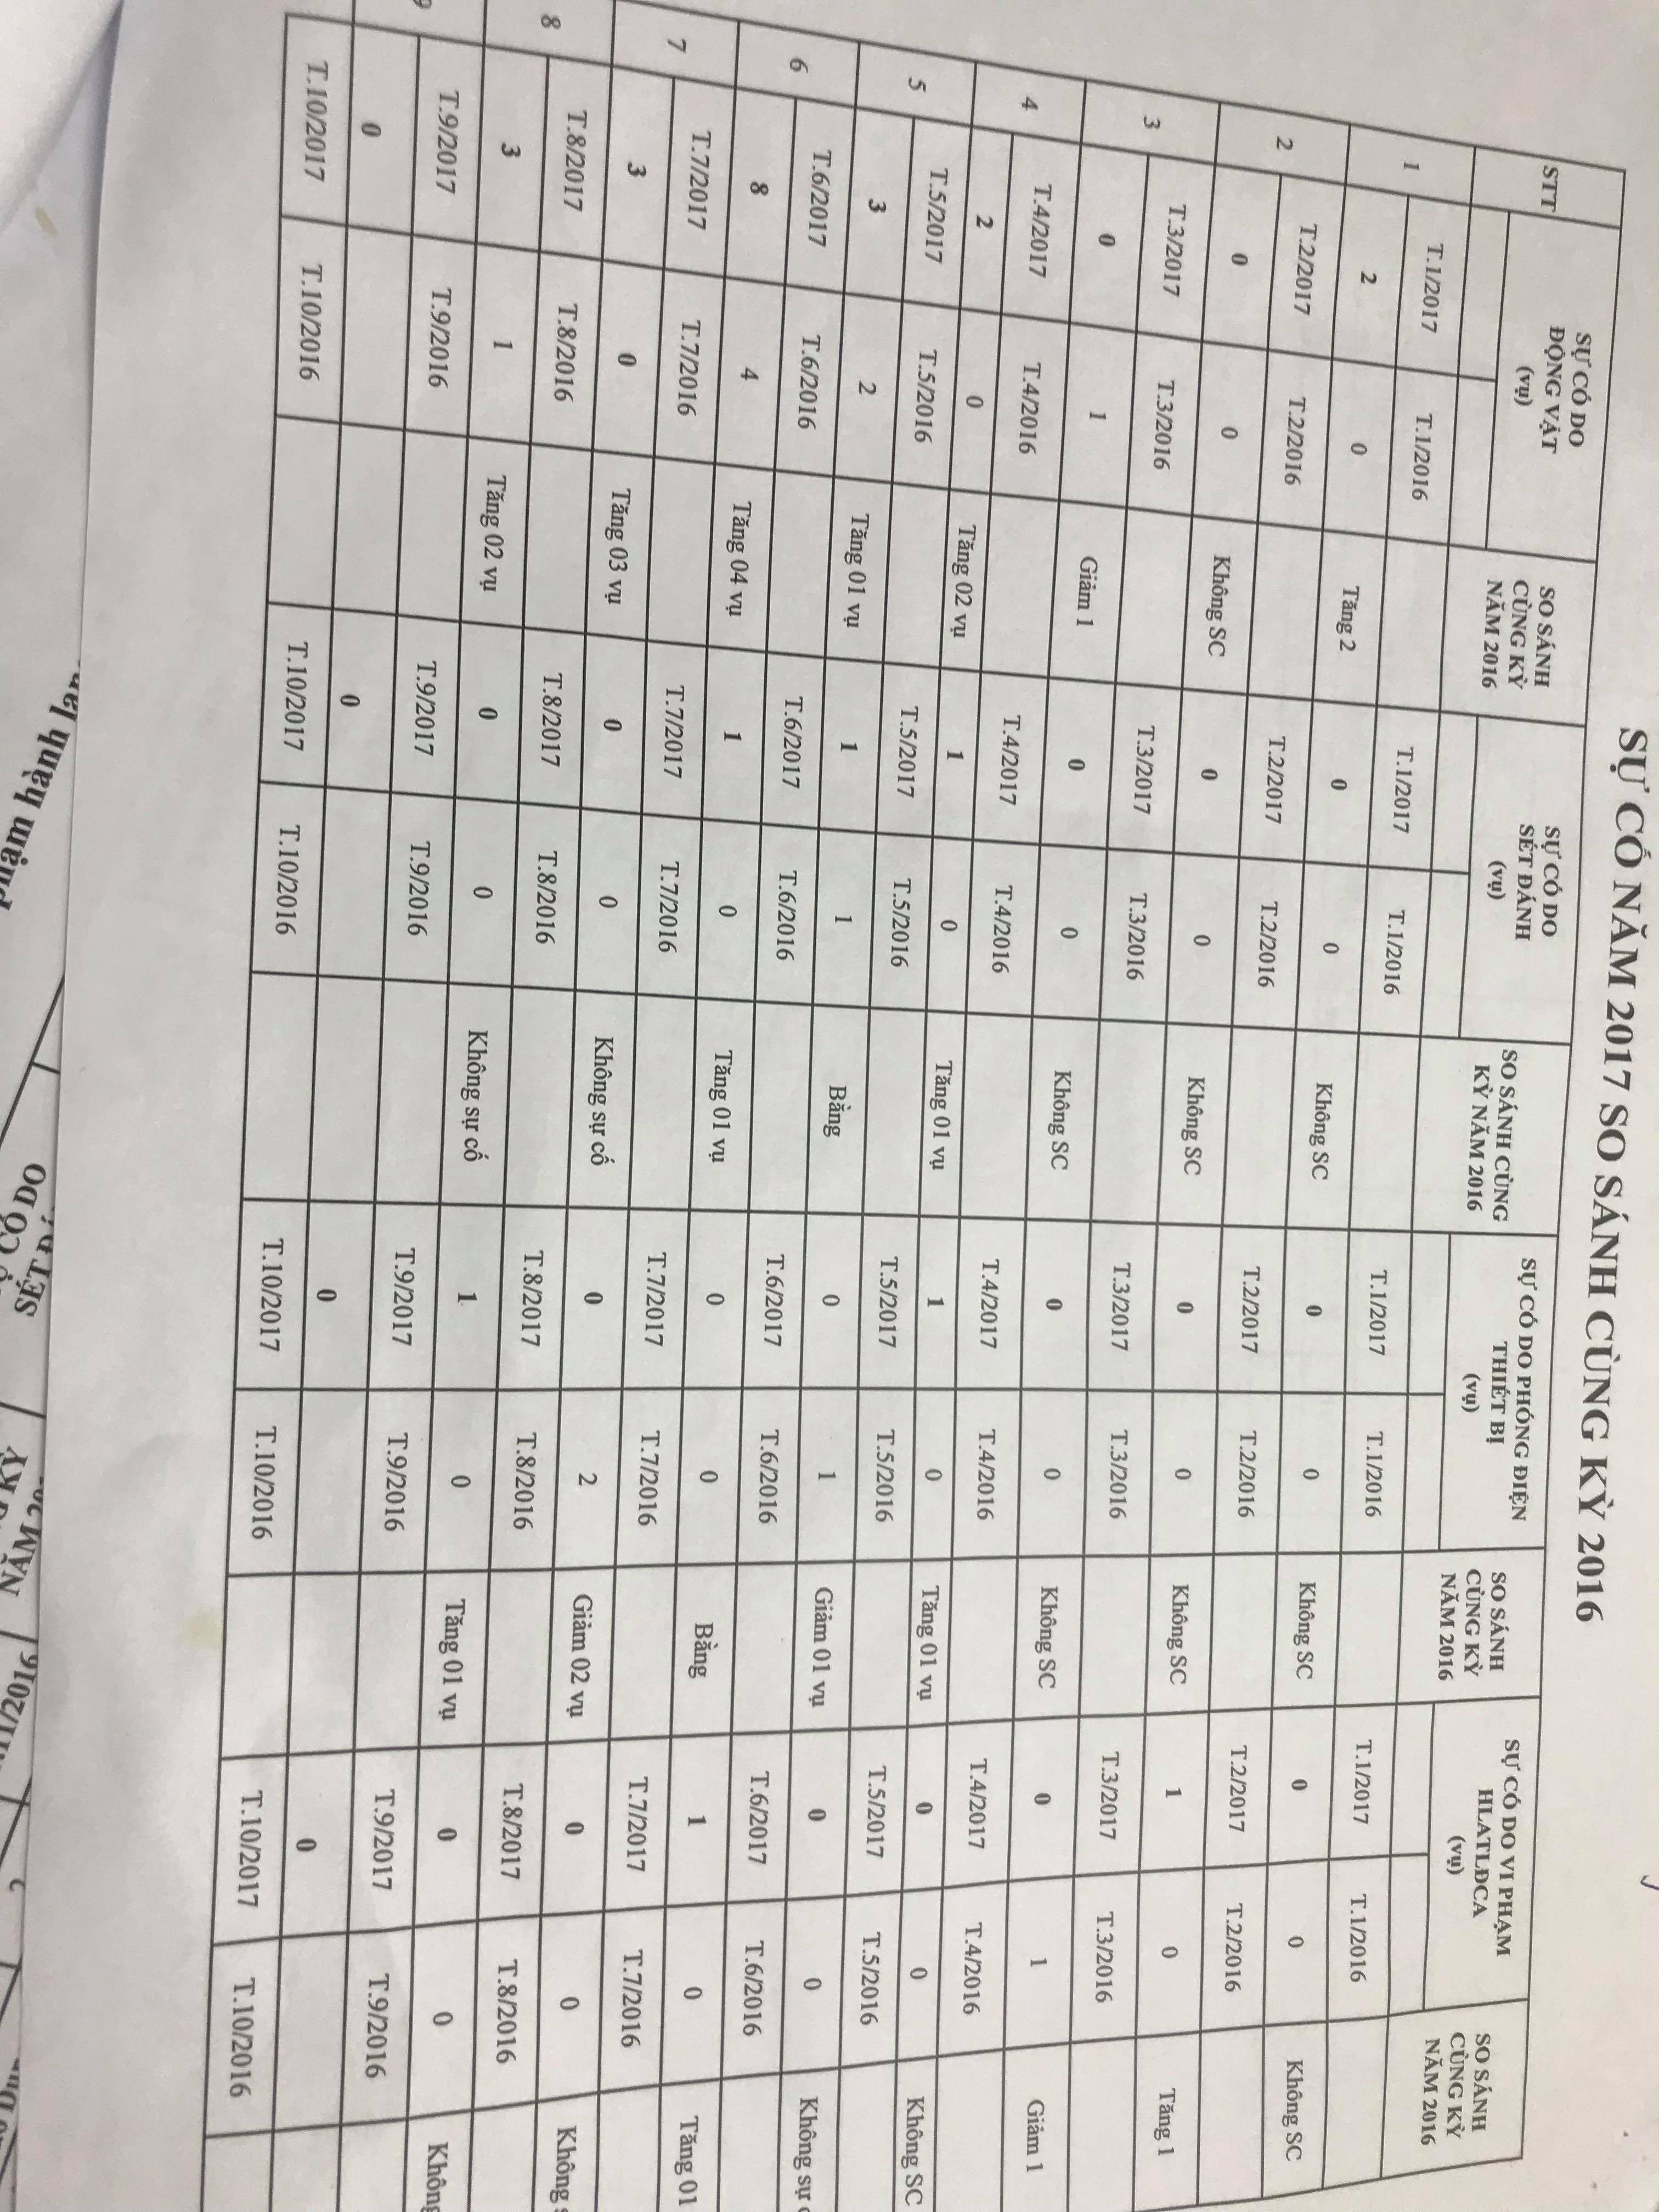 SỰ CỐ NĂM 2017 SO SÁNH CÙNG KỲ 2016
STT
SỰ CÓ DO
ĐỘNG VẬT
(vụ)
SO SÁNH
CÙNG KỲ
NĂM 2016
SỰ CÓ DO
SÉT ĐÁNH
(vụ)
SO SÁNH CÙNG
KỲ NĂM 2016
SỰ CÓ DO PHÓNG ĐIỆN
THIẾT BỊ
(vụ)
SO SÁNH
CÙNG KỲ
NĂM 2016
SỰ CÓ DO VI PHẠM
HLATLĐCA
(vụ)
SO SÁNH
CÙNG KỲ
NĂM 2016
1
T.1/2017 T.1/2016 T.1/2017 T.1/2016 T.1/2017 T.1/2016 T.1/2017 T.1/2016
2 0 Tăng 2 0 0 Không SC 0 0 Không SC 0 0 Không SC
2
T.2/2017 T.2/2016 T.2/2017 T.2/2016 T.2/2017 T.2/2016 T.2/2017 T.2/2016
0 0 Không SC 0 0 Không SC 0 0 Không SC 1 0 Tăng 1
3
T.3/2017 T.3/2016 T.3/2017 T.3/2016 T.3/2017 T.3/2016 T.3/2017 T.3/2016
0 1 Giảm 1 0 0 Không SC 0 0 Không SC 0 1 Giảm 1
4
T.4/2017 T.4/2016 T.4/2017 T.4/2016 T.4/2017 T.4/2016 T.4/2017 T.4/2016
2 0 Tăng 02 vụ 1 0 Tăng 01 vụ 1 0 Tăng 01 vụ 0 0 Không SC
5
T.5/2017 T.5/2016 T.5/2017 T.5/2016 T.5/2017 T.5/2016 T.5/2017 T.5/2016
3 2 Tăng 01 vụ 1 1 Bằng 0 1 Giảm 01 vụ 0 0 Không sự
6
T.6/2017 T.6/2016 T.6/2017 T.6/2016 T.6/2017 T.6/2016 T.6/2017 T.6/2016
8 4 Tăng 04 vụ 1 0 Tăng 01 vụ 0 0 Bằng 1 0 Tăng 01
7
T.7/2017 T.7/2016 T.7/2017 T.7/2016 T.7/2017 T.7/2016 T.7/2017 T.7/2016
3 0 Tăng 03 vụ 0 0 Không sự cố 0 2 Giảm 02 vụ 0 0 Không
8
T.8/2017 T.8/2016 T.8/2017 T.8/2016 T.8/2017 T.8/2016 T.8/2017 T.8/2016
3 1 Tăng 02 vụ 0 0 Không sự cố 1 0 Tăng 01 vụ 0 0 Không
9
T.9/2017 T.9/2016 T.9/2017 T.9/2016 T.9/2017 T.9/2016 T.9/2017 T.9/2016
0 0 0 0
T.10/2017 T.10/2016 T.10/2017 T.10/2016 T.10/2017 T.10/2016 T.10/2017 T.10/2016
phạm hành
CÓ DO
SÉT
KỲ
NĂM
11/2016